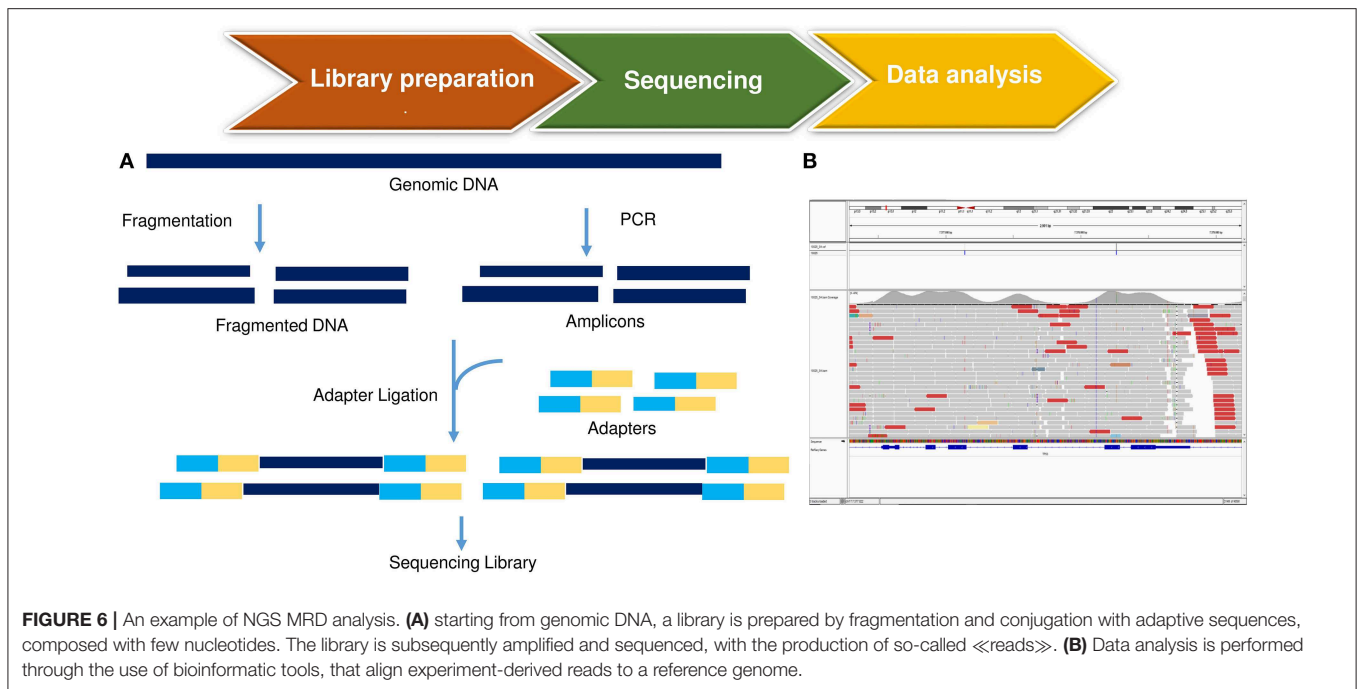 Library preparation
Sequencing
Data analysis
A
Genomic DNA
Fragmentation
PCR
Fragmented DNA
Amplicons
Adapter Ligation
Adapters
Sequencing Library
B
FIGURE 6 | An example of NGS MRD analysis. (A) starting from genomic DNA, a library is prepared by fragmentation and conjugation with adaptive sequences,
composed with few nucleotides. The library is subsequently amplified and sequenced, with the production of so-called ≪reads≫. (B) Data analysis is performed
through the use of bioinformatic tools, that align experiment-derived reads to a reference genome.